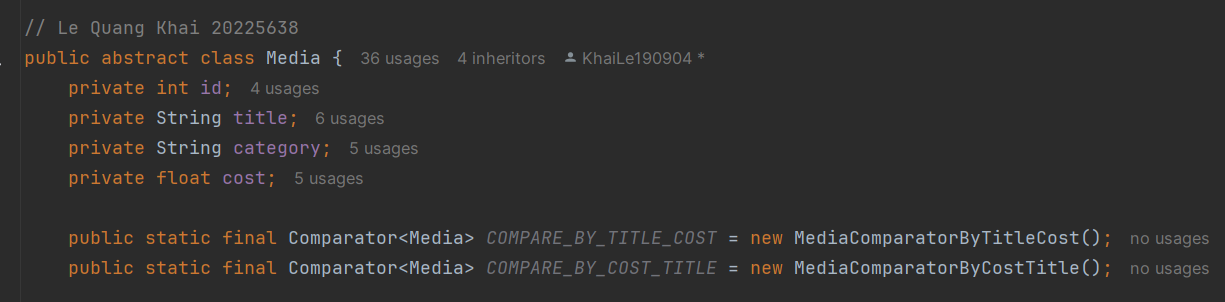 // Le Quang Khai 20225638
public abstract class Media { 36 usages 4 inheritors KhaiLe190904 *
private int id; 4 usages
private String title; 6 usages
private String category; 5 usages
private float cost; 5 usages
public static final Comparator<Media> COMPARE_BY_TITLE_COST = new MediaComparatorByTitleCost(); no usages
public static final Comparator<Media> COMPARE_BY_COST_TITLE = new MediaComparatorByCostTitle(); no usages